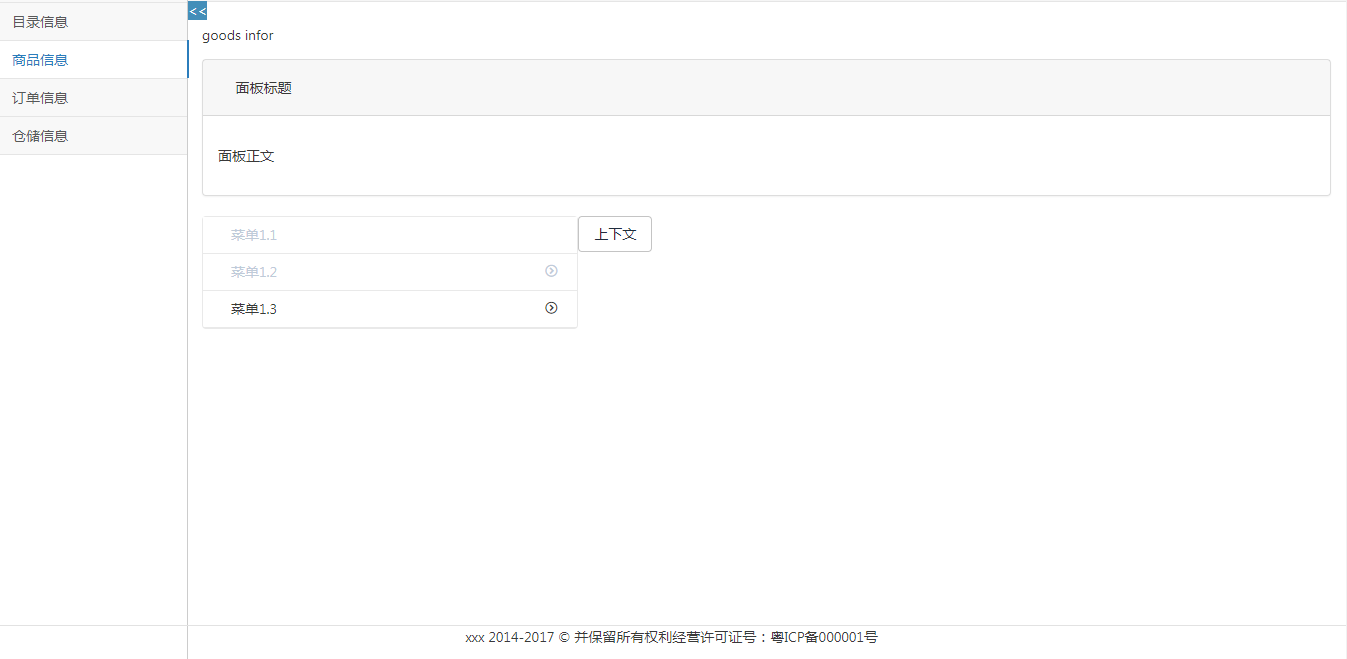 目录信息
商品信息
订单信息
仓储信息
<<
goods infor
面板标题
面板正文
菜单1.1
菜单1.2
菜单1.3
上下文
xxx 2014-2017 © 并保留所有权利经营许可证号：粤ICP备000001号